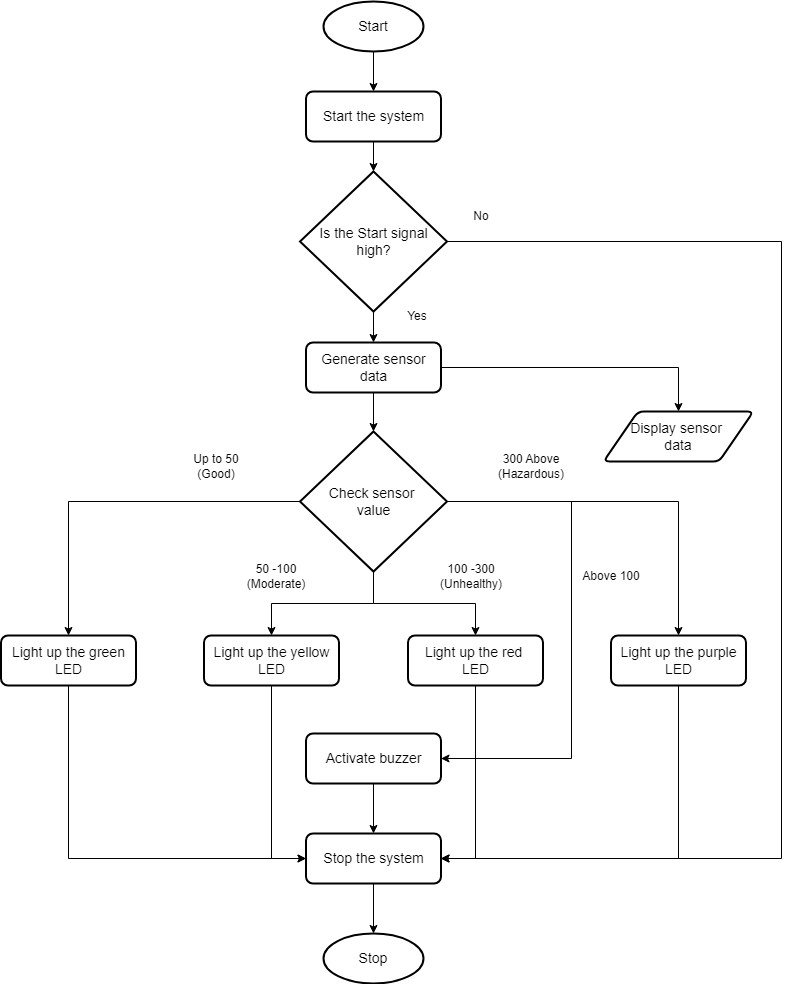 Start
Start the system
No
Is the Start signal
high?
Yes
Generate sensor
data
Display sensor
data
Up to 50
(Good)
300 Above
(Hazardous)
Check sensor
value
50 -100
(Moderate)
100 -300
(Unhealthy)
Above 100
Light up the green
LED
Light up the yellow
LED
Light up the red
LED
Light up the purple
LED
Activate buzzer
Stop the system
Stop